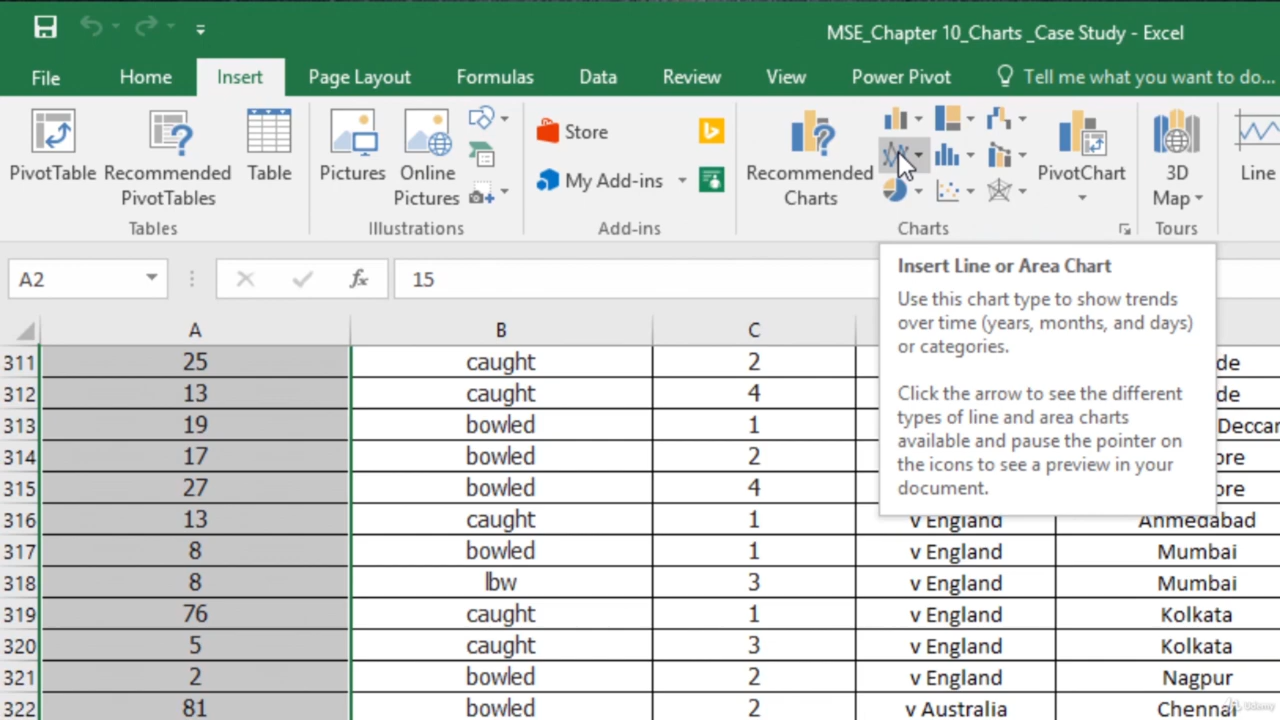 MSE_Chapter 10_Charts _Case Study - Excel
File Home Insert Page Layout Formulas Data Review View Power Pivot Tell me what you want to do...
PivotTable Recommended PivotTables Table
Tables
Pictures Online Pictures
Illustrations
Store
My Add-ins
Add-ins
Recommended Charts
PivotChart
Charts
3D Map
Tours
Line
A2 fx 15
Insert Line or Area Chart
Use this chart type to show trends
over time (years, months, and days)
or categories.
Click the arrow to see the different
types of line and area charts
available and pause the pointer on
the icons to see a preview in your
document.
A B C
311 25 caught 2 de
312 13 caught 4 de
313 19 bowled 1 Deccan
314 17 bowled 2 ore
315 27 bowled 4 ore
316 13 caught 1 v England Ahmedabad
317 8 bowled 1 v England Mumbai
318 8 lbw 3 v England Mumbai
319 76 caught 1 v England Kolkata
320 5 caught 3 v England Kolkata
321 2 bowled 2 v England Nagpur
322 81 bowled 2 v Australia Chennai
Udemy